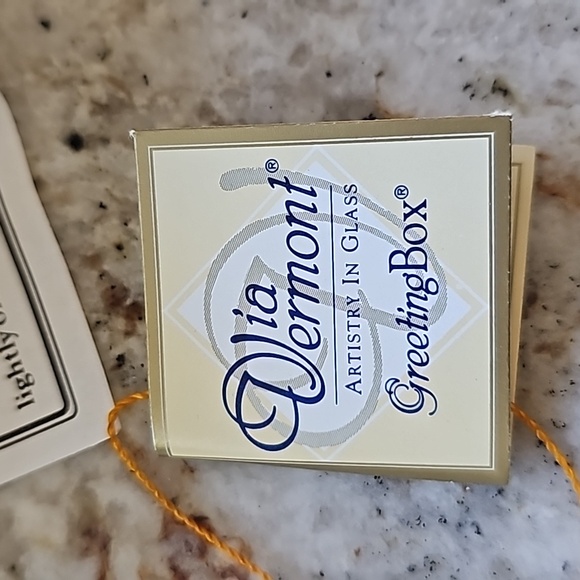 Via
Vermont®
Artistry In Glass
GreetingBox®
lightly